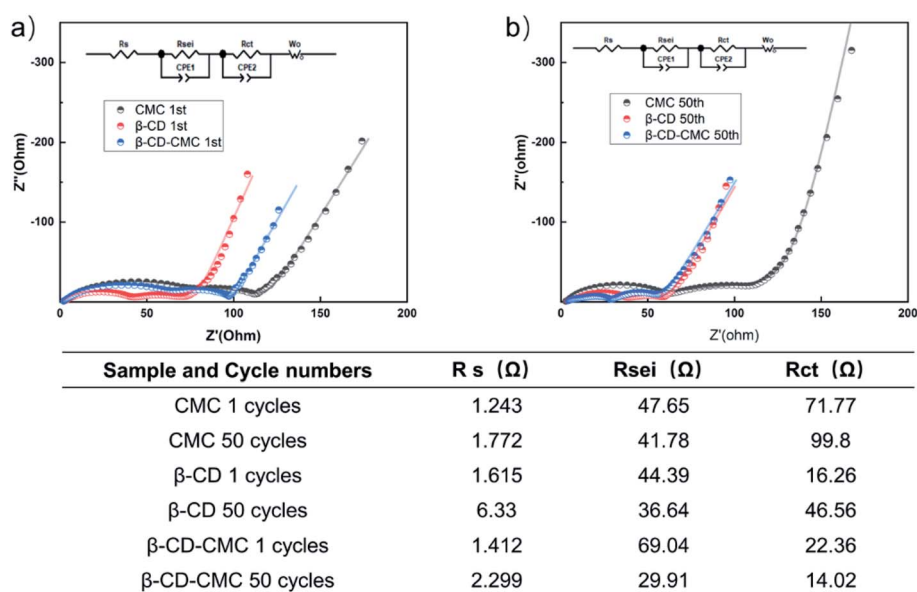 a)
Rs Rsei Rct Wo
CPE1 CPE2
CMC 1st
β-CD 1st
β-CD-CMC 1st
Z''(Ohm)
-300
-200
-100
0 50 100 150 200
Z'(Ohm)
b)
Rs Rsei Rct Wo
CPE1 CPE2
CMC 50th
β-CD 50th
β-CD-CMC 50th
Z''(ohm)
-300
-200
-100
0 50 100 150 200
Z'(ohm)
Sample and Cycle numbers R s (Ω) Rsei (Ω) Rct (Ω)
CMC 1 cycles 1.243 47.65 71.77
CMC 50 cycles 1.772 41.78 99.8
β-CD 1 cycles 1.615 44.39 16.26
β-CD 50 cycles 6.33 36.64 46.56
β-CD-CMC 1 cycles 1.412 69.04 22.36
β-CD-CMC 50 cycles 2.299 29.91 14.02